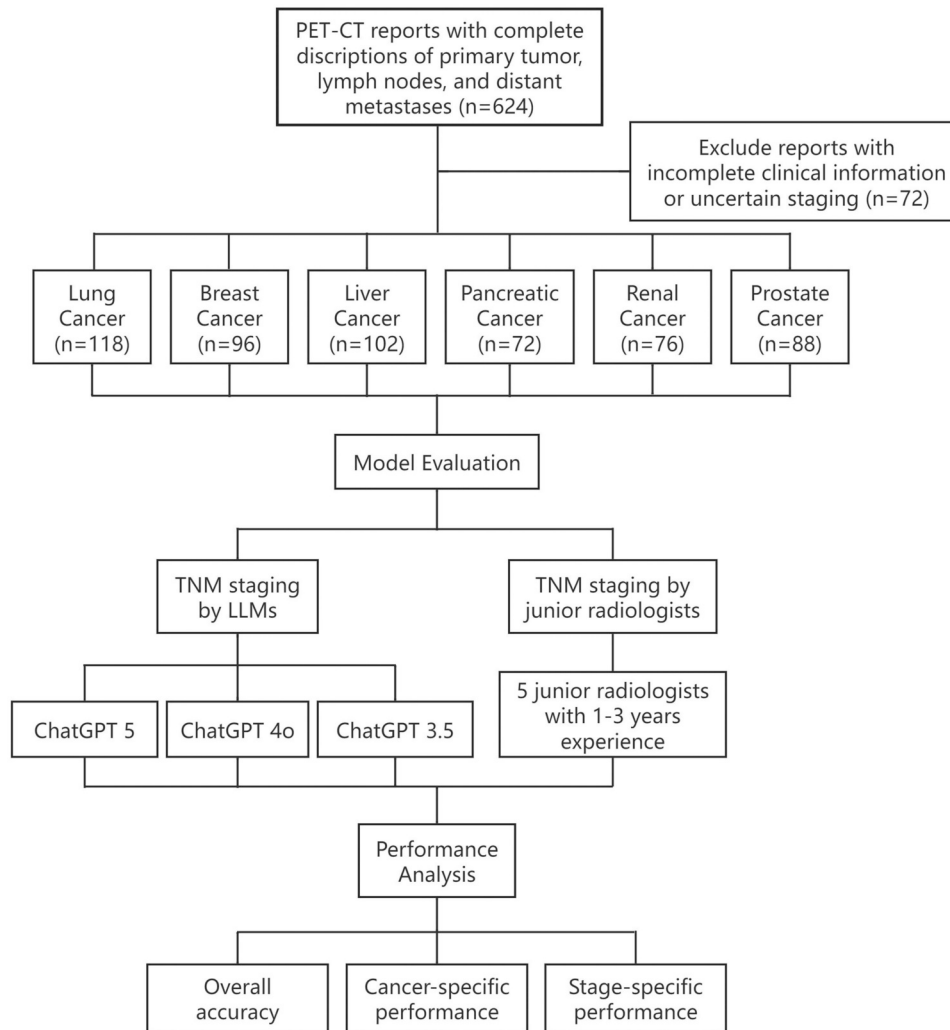 PET-CT reports with complete
discriptions of primary tumor,
lymph nodes, and distant
metastases (n=624)
Exclude reports with
incomplete clinical information
or uncertain staging (n=72)
Lung
Cancer
(n=118)
Breast
Cancer
(n=96)
Liver
Cancer
(n=102)
Pancreatic
Cancer
(n=72)
Renal
Cancer
(n=76)
Prostate
Cancer
(n=88)
Model Evaluation
TNM staging
by LLMs
TNM staging by
junior radiologists
ChatGPT 5
ChatGPT 4o
ChatGPT 3.5
5 junior radiologists
with 1-3 years
experience
Performance
Analysis
Overall
accuracy
Cancer-specific
performance
Stage-specific
performance